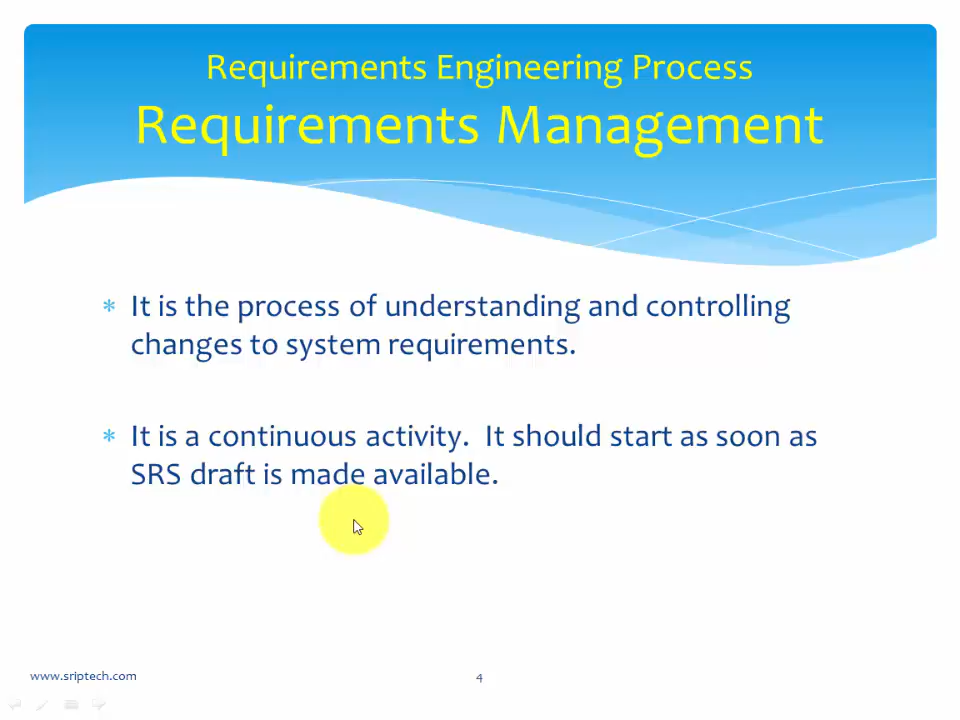 Requirements Engineering Process
Requirements Management
* It is the process of understanding and controlling
changes to system requirements.
* It is a continuous activity.  It should start as soon as
SRS draft is made available.
www.sriptech.com
4